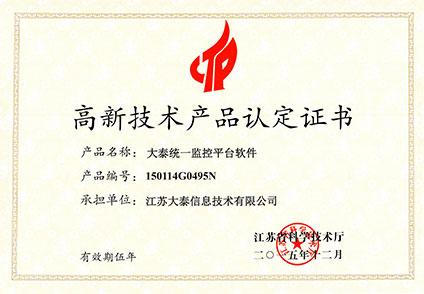 高新技术产品认定证书
产品名称：大泰统一监控平台软件
产品编号：150114G0495N
承担单位：江苏大泰信息技术有限公司
江苏省科学技术厅
有效期伍年
二〇一五年十二月